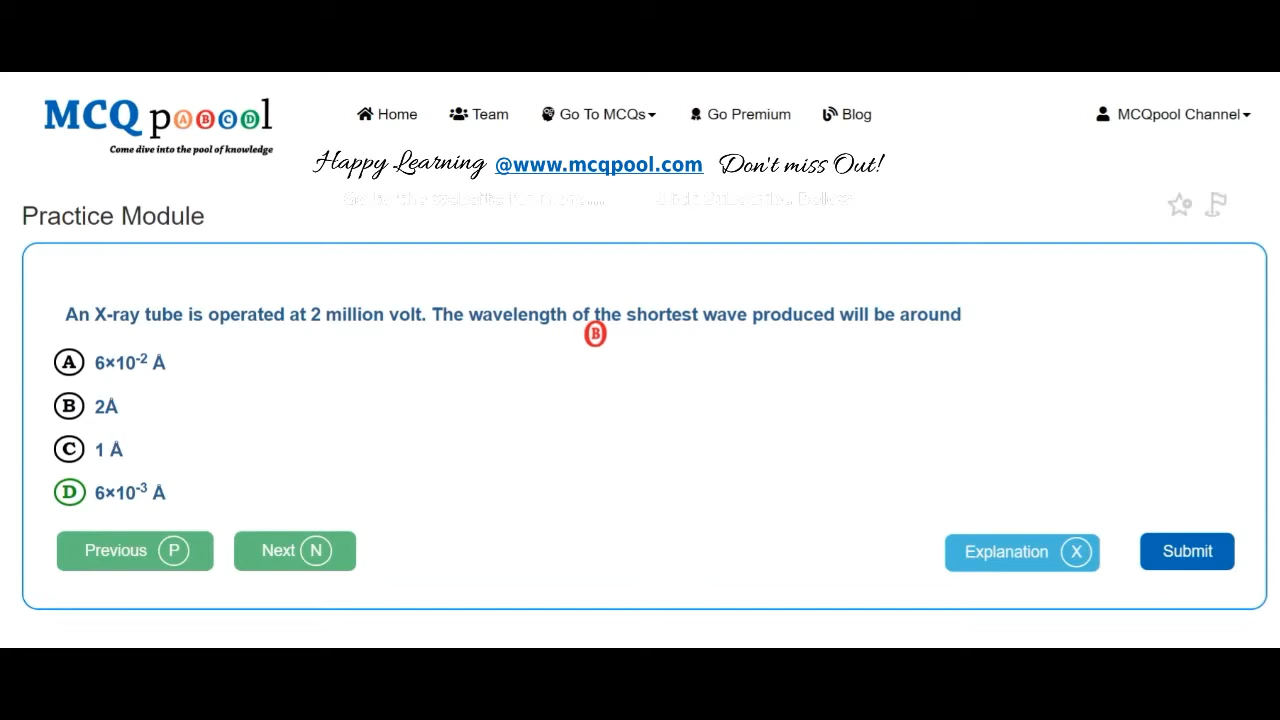 MCQ pABCDl
Come dive into the pool of knowledge
Home Team Go To MCQs Go Premium Blog MCQpool Channel
Happy Learning @www.mcqpool.com Don't miss Out!
Practice Module
An X-ray tube is operated at 2 million volt. The wavelength of the shortest wave produced will be around
B
A 6×10⁻² Å
B 2Å
C 1 Å
D 6×10⁻³ Å
Previous P Next N Explanation X Submit